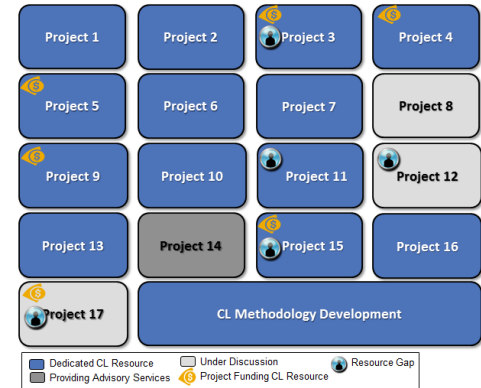 Project 1
Project 2
Project 3
Project 4
Project 5
Project 6
Project 7
Project 8
Project 9
Project 10
Project 11
Project 12
Project 13
Project 14
Project 15
Project 16
Project 17
CL Methodology Development
Dedicated CL Resource
Under Discussion
Resource Gap
Providing Advisory Services
Project Funding CL Resource